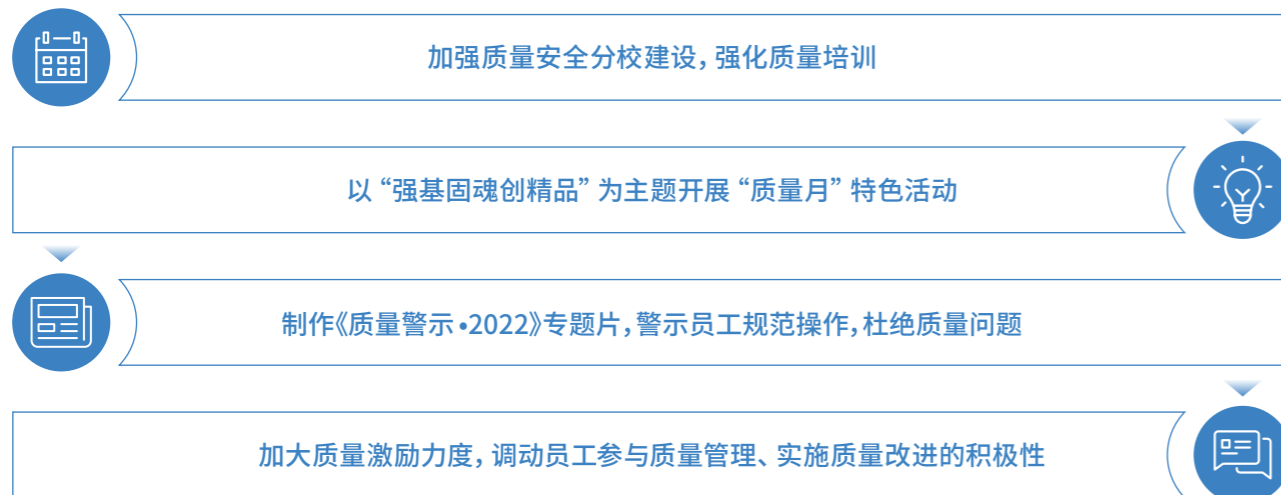 加强质量安全分校建设，强化质量培训
以“强基固魂创精品”为主题开展“质量月”特色活动
制作《质量警示•2022》专题片，警示员工规范操作，杜绝质量问题
加大质量激励力度，调动员工参与质量管理、实施质量改进的积极性